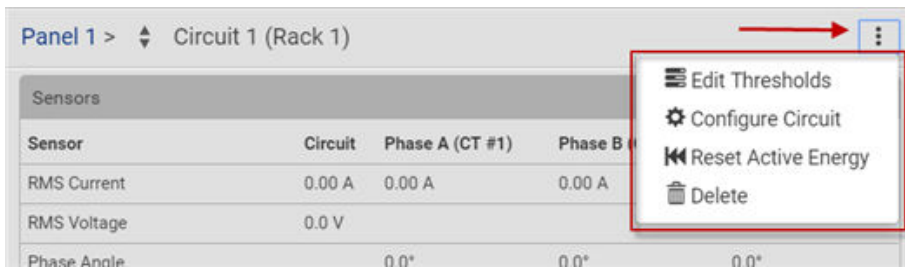 Panel 1 > Circuit 1 (Rack 1)
Edit Thresholds
Configure Circuit
Reset Active Energy
Delete
Sensors
Sensor Circuit Phase A (CT #1) Phase B
RMS Current 0.00 A 0.00 A 0.00 A
RMS Voltage 0.0 V
Phase Angle 0.0° 0.0° 0.0°